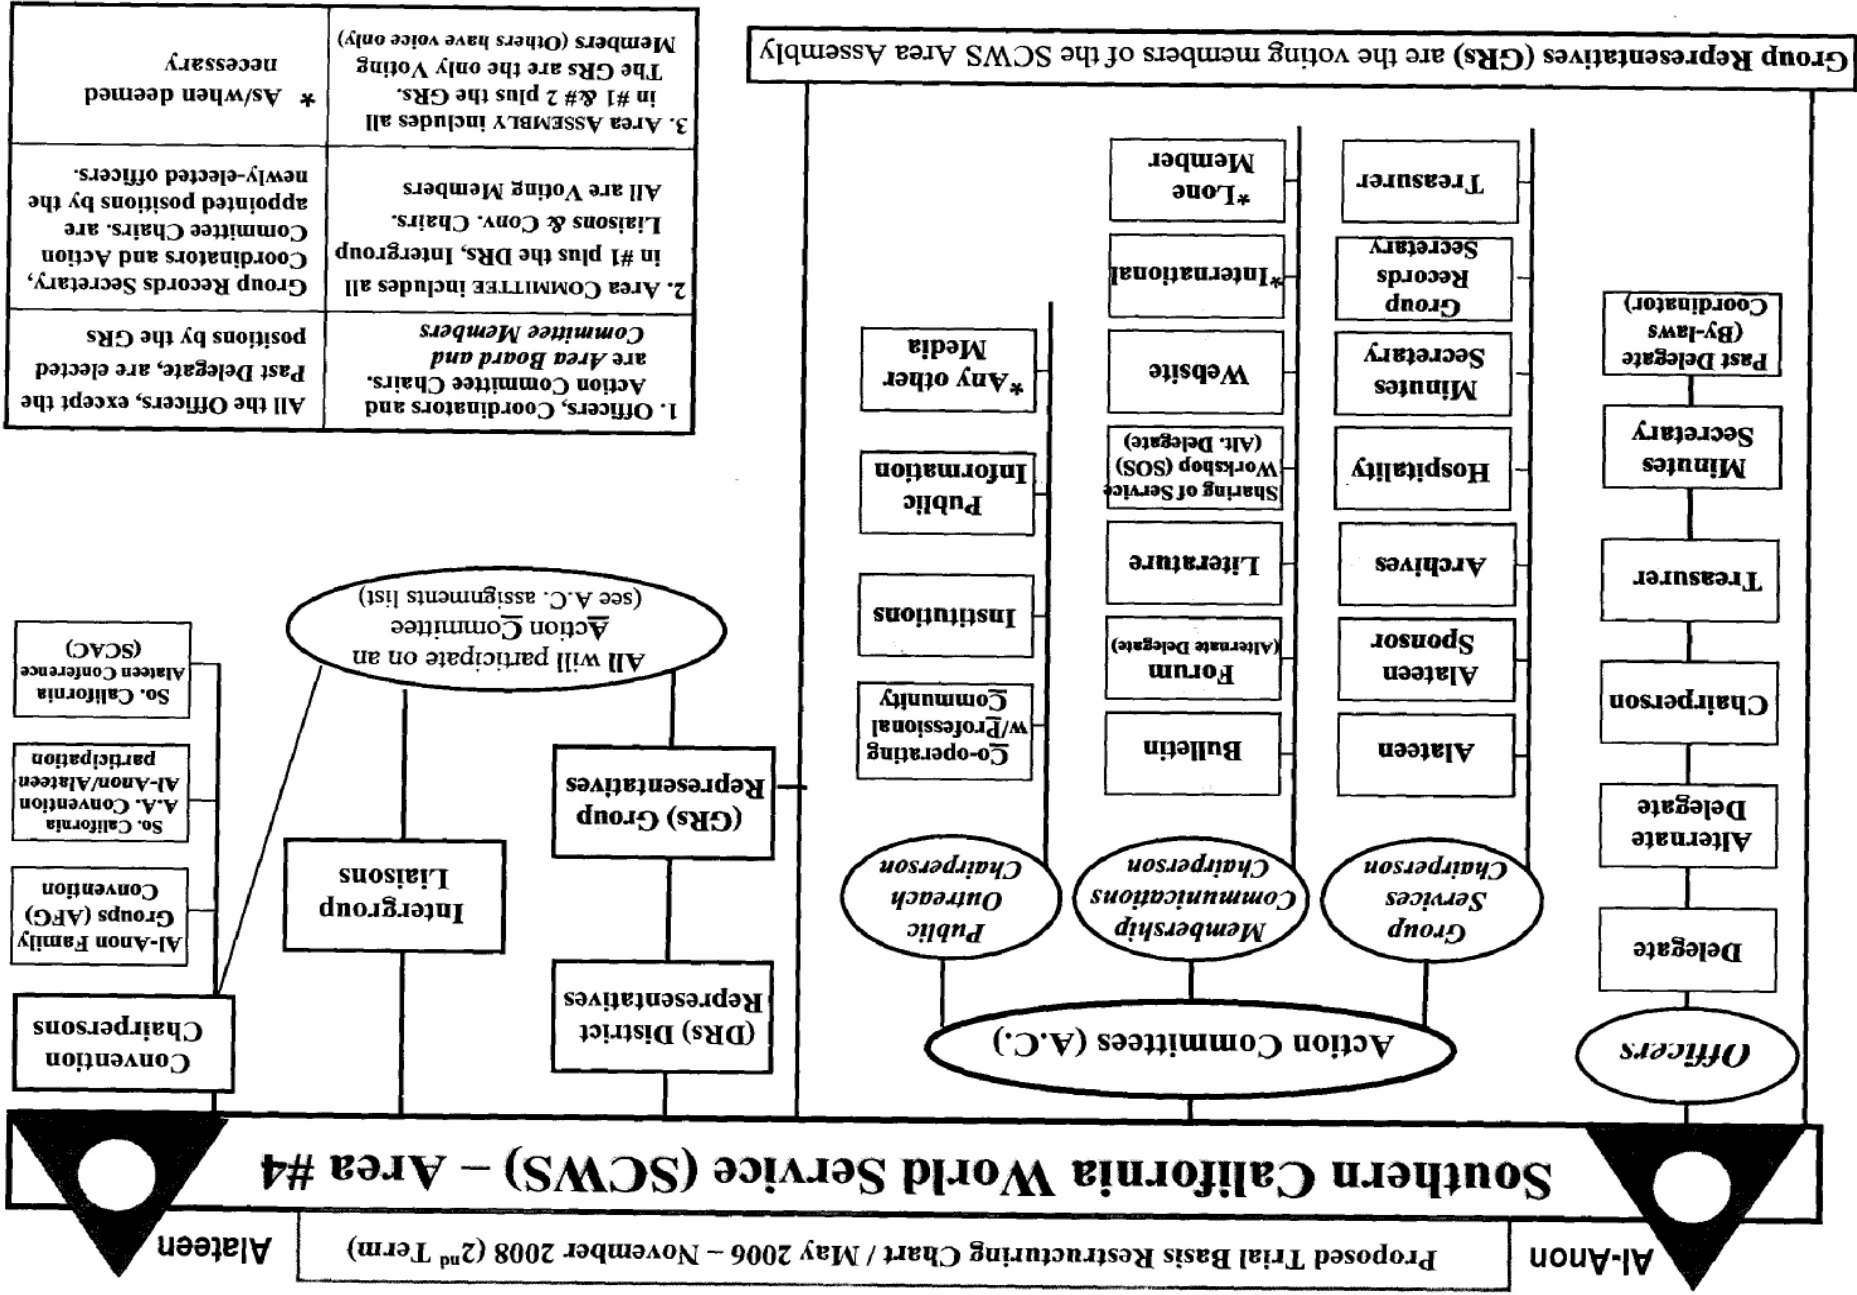 Al-Anon
Proposed Trial Basis Restructuring Chart / May 2006 – November 2008 (2nd Term)
Alateen
Southern California World Service (SCWS) – Area #4
Officers
Delegate
Alternate
Delegate
Chairperson
Treasurer
Minutes
Secretary
Past Delegate
(By-laws
Coordinator)
Action Committees (A.C.)
Group
Services
Chairperson
Alateen
Alateen
Sponsor
Archives
Hospitality
Minutes
Secretary
Group
Records
Secretary
Treasurer
Membership
Communications
Chairperson
Bulletin
Forum
(Alternate Delegate)
Literature
Sharing of Service
Workshop (SOS)
(Alt. Delegate)
Website
*International
*Lone
Member
Public
Outreach
Chairperson
Co-operating
w/Professional
Community
Institutions
Public
Information
*Any other
Media
(DRs) District
Representatives
(GRs) Group
Representatives
Intergroup
Liaisons
All will participate on an
Action Committee
(see A.C. assignments list)
Convention
Chairpersons
Al-Anon Family
Groups (AFG)
Convention
So. California
A.A. Convention
Al-Anon/Alateen
participation
So. California
Alateen Conference
(SCAC)
1. Officers, Coordinators and
Action Committee Chairs.
are Area Board and
Committee Members
All the Officers, except the
Past Delegate, are elected
positions by the GRs
2. Area COMMITTEE includes all
in #1 plus the DRs, Intergroup
Liaisons & Conv. Chairs.
All are Voting Members
Group Records Secretary,
Coordinators and Action
Committee Chairs. are
appointed positions by the
newly-elected officers.
3. Area ASSEMBLY includes all
in #1 &# 2 plus the GRs.
The GRs are the only Voting
Members (Others have voice only)
* As/when deemed
necessary
Group Representatives (GRs) are the voting members of the SCWS Area Assembly